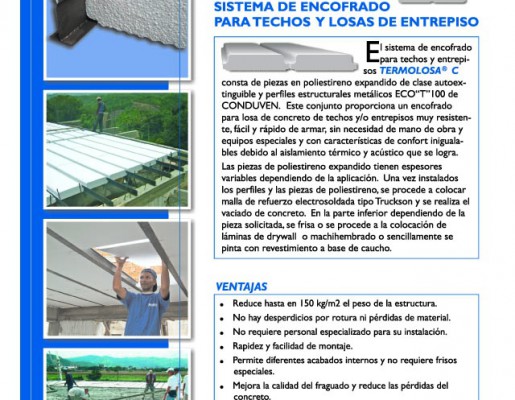 SISTEMA DE ENCOFRADO
PARA TECHOS Y LOSAS DE ENTREPISO
El sistema de encofrado
para techos y entrepi-
sos TERMOLOSA® C
consta de piezas en poliestireno expandido de clase autoex-
tinguible y perfiles estructurales metálicos ECO"T"100 de
CONDUVEN. Este conjunto proporciona un encofrado
para losa de concreto de techos y/o entrepisos muy resisten-
te, fácil y rápido de armar, sin necesidad de mano de obra y
equipos especiales y con características de confort iniguala-
bles debido al aislamiento térmico y acústico que se logra.
Las piezas de poliestireno expandido tienen espesores
variables dependiendo de la aplicación. Una vez instalados
los perfiles y las piezas de poliestireno, se procede a colocar
malla de refuerzo electrosoldada tipo Truckson y se realiza el
vaciado de concreto. En la parte inferior dependiendo de la
pieza solicitada, se frisa o se procede a la colocación de
láminas de drywall o machihembrado o sencillamente se
pinta con revestimiento a base de caucho.
VENTAJAS
• Reduce hasta en 150 kg/m2 el peso de la estructura.
• No hay desperdicios por rotura ni pérdidas de material.
• No requiere personal especializado para su instalación.
• Rapidez y facilidad de montaje.
• Permite diferentes acabados internos y no requiere frisos
especiales.
• Mejora la calidad del fraguado y reduce las pérdidas del
concreto.